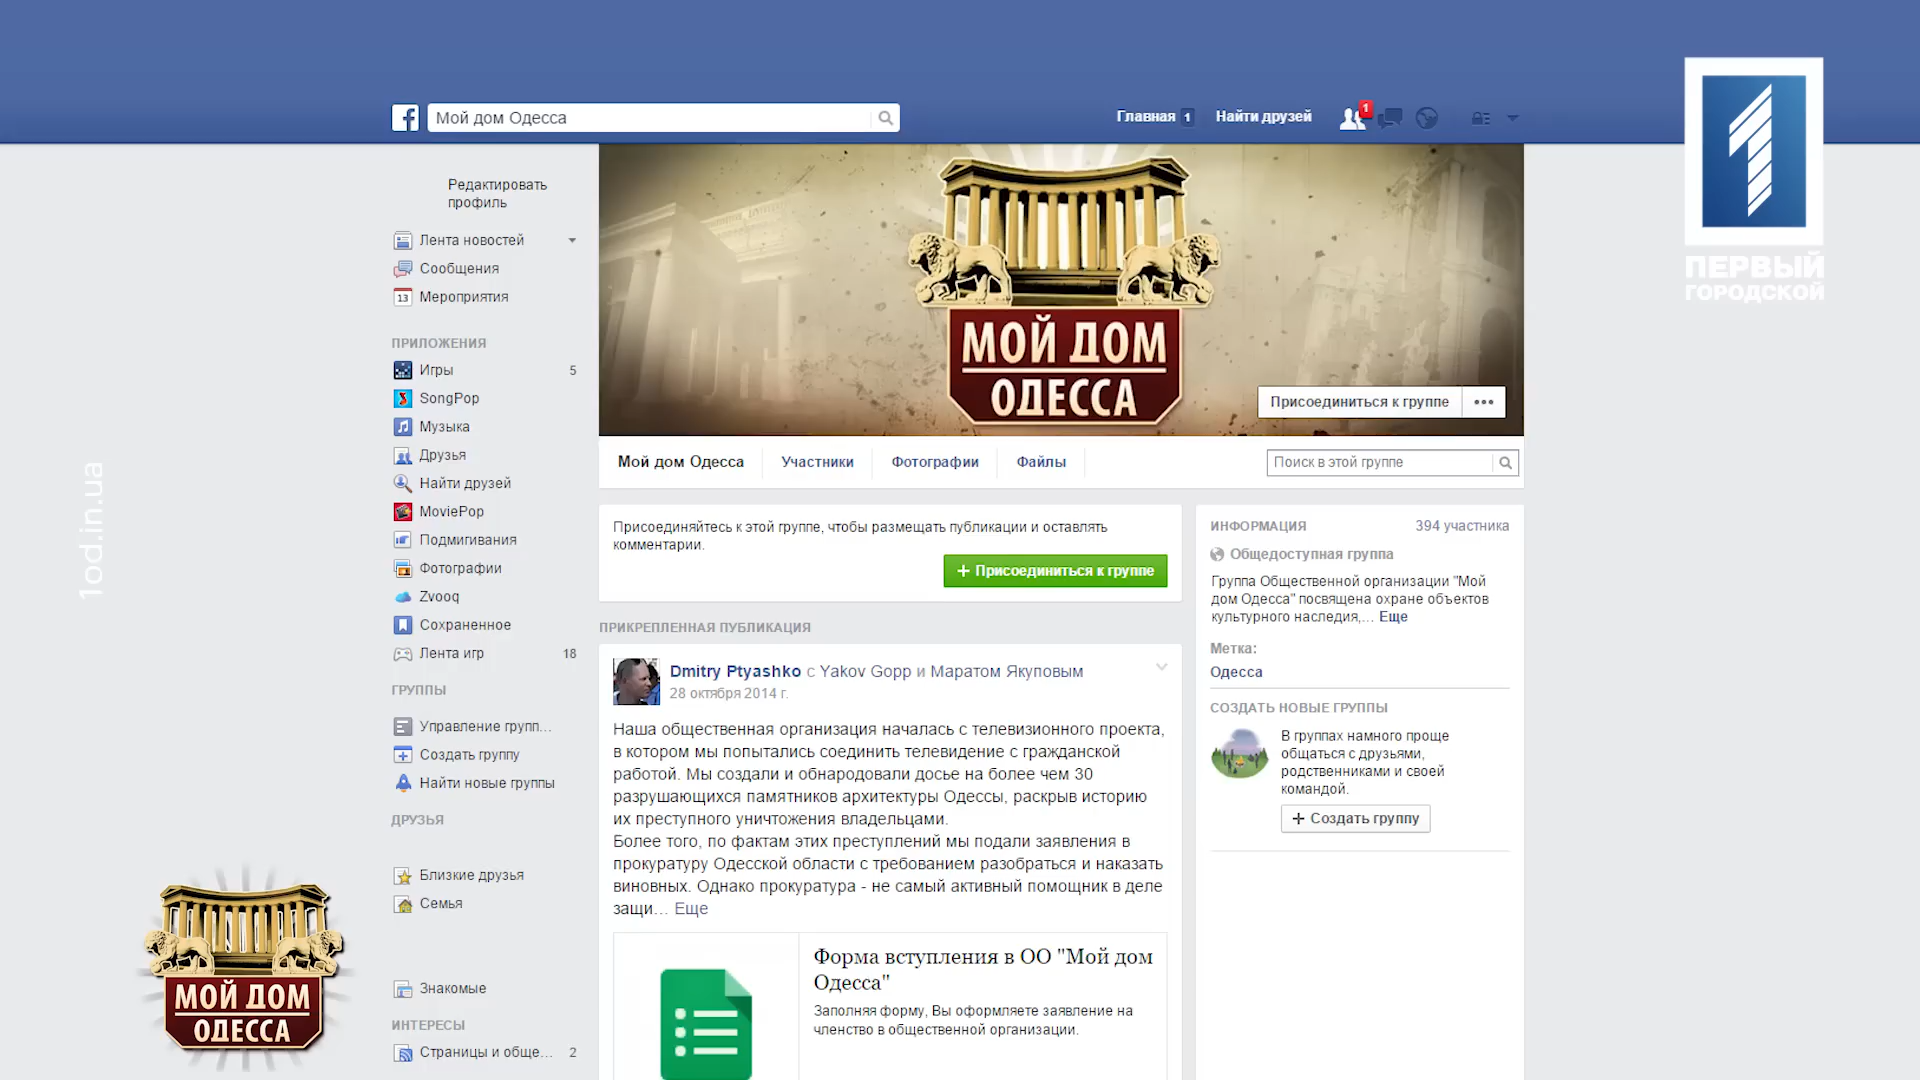 Мой дом Одесса
Главная 1
Найти друзей
1
ПЕРВЫЙ
ГОРОДСКОЙ
1od.in.ua
Редактировать
профиль
Лента новостей
Сообщения
13 Мероприятия
ПРИЛОЖЕНИЯ
Игры 5
SongPop
Музыка
Друзья
Найти друзей
MoviePop
Подмигивания
Фотографии
Zvooq
Сохраненное
Лента игр 18
ГРУППЫ
Управление групп...
Создать группу
Найти новые группы
ДРУЗЬЯ
Близкие друзья
Семья
Знакомые
ИНТЕРЕСЫ
Страницы и обще... 2
МОЙ ДОМ
ОДЕССА
МОЙ ДОМ
ОДЕССА
Присоединиться к группе
Мой дом Одесса
Участники
Фотографии
Файлы
Поиск в этой группе
Присоединяйтесь к этой группе, чтобы размещать публикации и оставлять
комментарии.
+ Присоединиться к группе
ПРИКРЕПЛЕННАЯ ПУБЛИКАЦИЯ
Dmitry Ptyashko с Yakov Gopp и Маратом Якуповым
28 октября 2014 г.
Наша общественная организация началась с телевизионного проекта,
в котором мы попытались соединить телевидение с гражданской
работой. Мы создали и обнародовали досье на более чем 30
разрушающихся памятников архитектуры Одессы, раскрыв историю
их преступного уничтожения владельцами.
Более того, по фактам этих преступлений мы подали заявления в
прокуратуру Одесской области с требованием разобраться и наказать
виновных. Однако прокуратура - не самый активный помощник в деле
защи... Еще
Форма вступления в ОО "Мой дом
Одесса"
Заполняя форму, Вы оформляете заявление на
членство в общественной организации.
ИНФОРМАЦИЯ
394 участника
Общедоступная группа
Группа Общественной организации "Мой
дом Одесса" посвящена охране объектов
культурного наследия,... Еще
Метка:
Одесса
СОЗДАТЬ НОВЫЕ ГРУППЫ
В группах намного проще
общаться с друзьями,
родственниками и своей
командой.
+ Создать группу